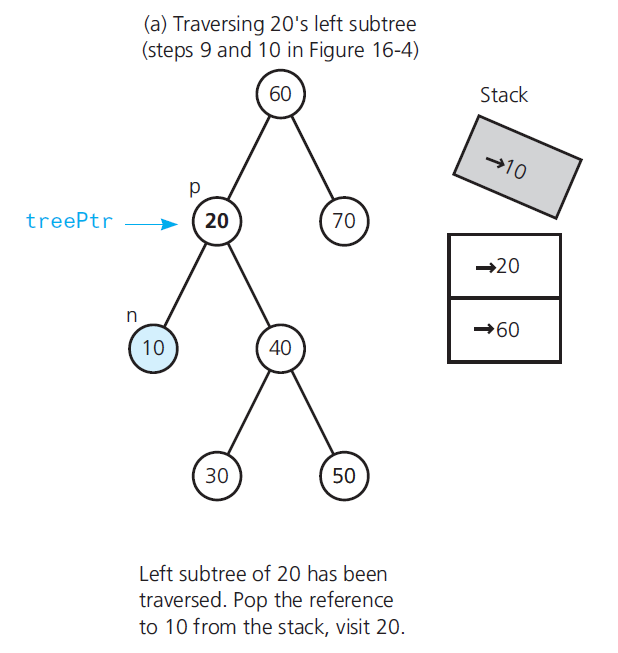 (a) Traversing 20's left subtree
(steps 9 and 10 in Figure 16-4)
60
Stack
→10
p
treePtr
20
70
→20
n
10
40
→60
30
50
Left subtree of 20 has been
traversed. Pop the reference
to 10 from the stack, visit 20.